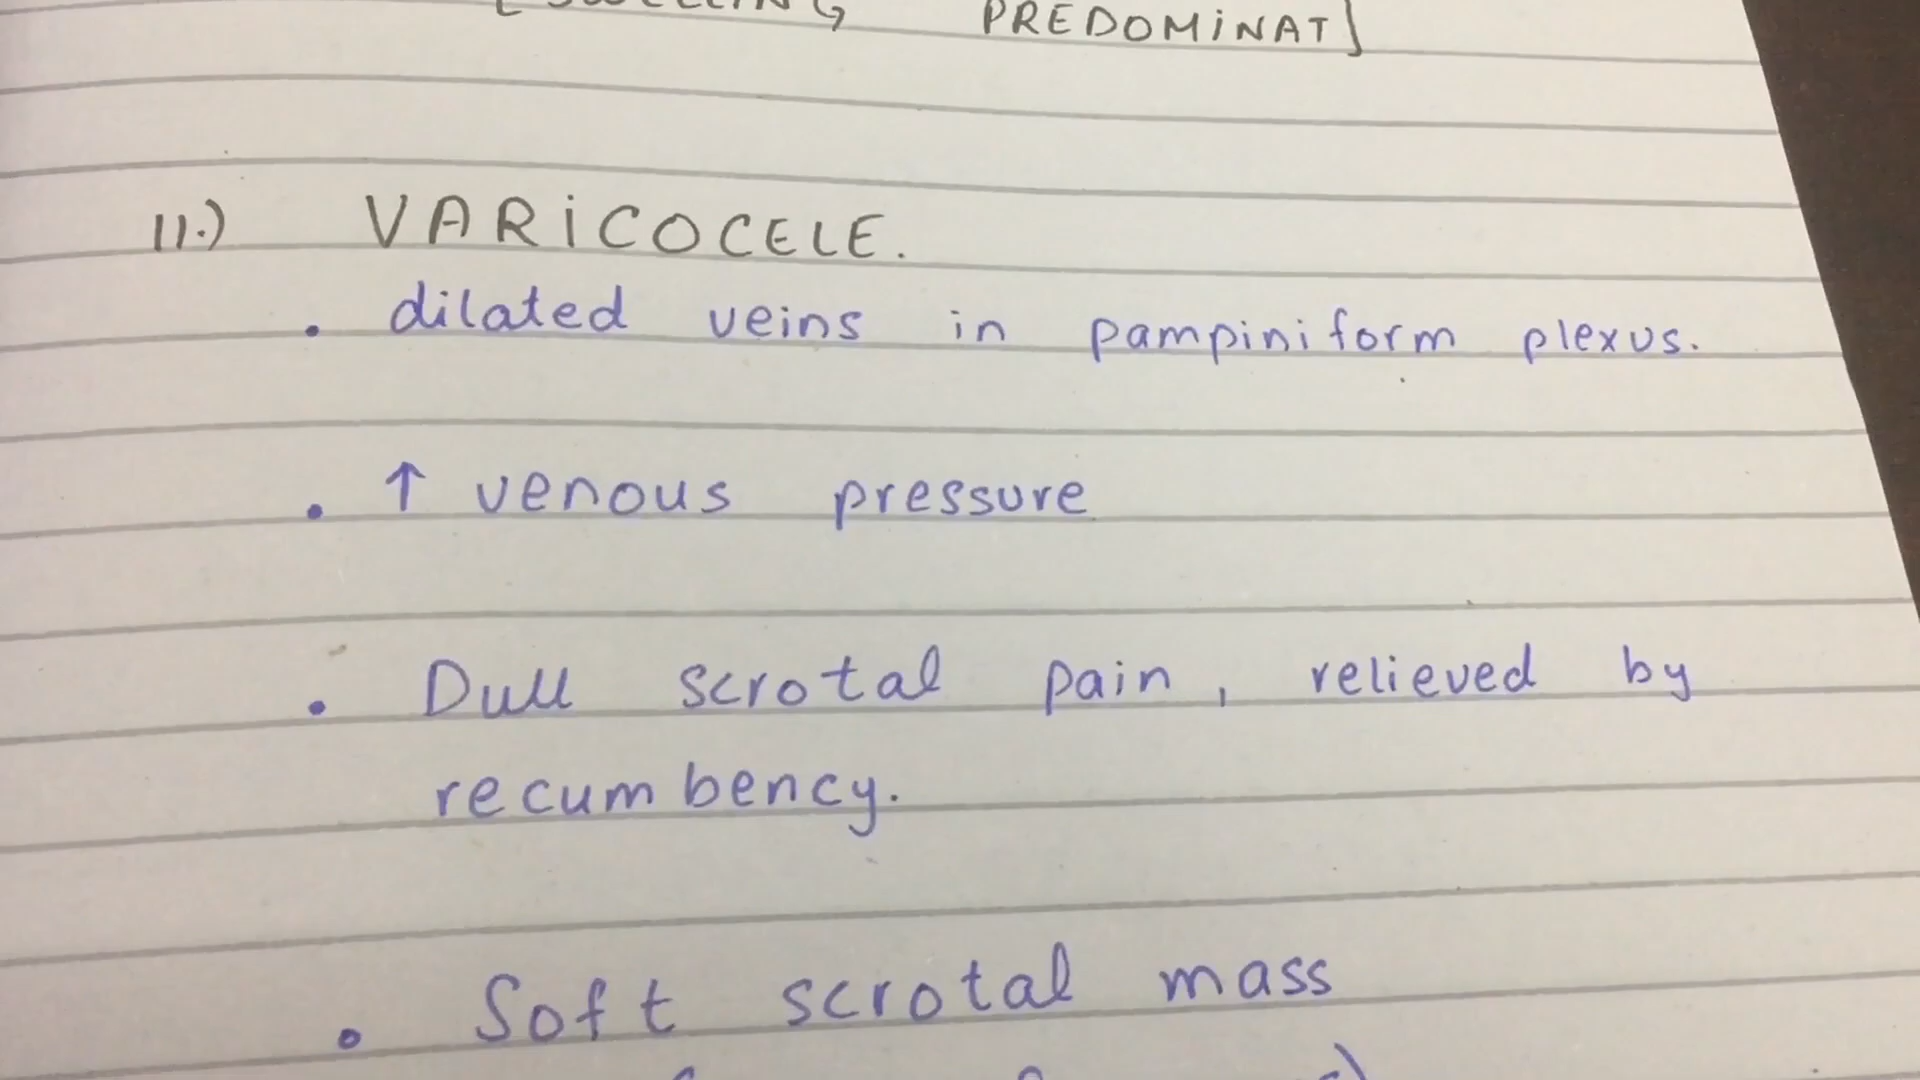 PREDOMINAT]
11.) VARICOCELE.
. dilated veins in pampiniform plexus.
. ↑ venous pressure
. Dull scrotal pain, relieved by
recumbency.
. Soft scrotal mass